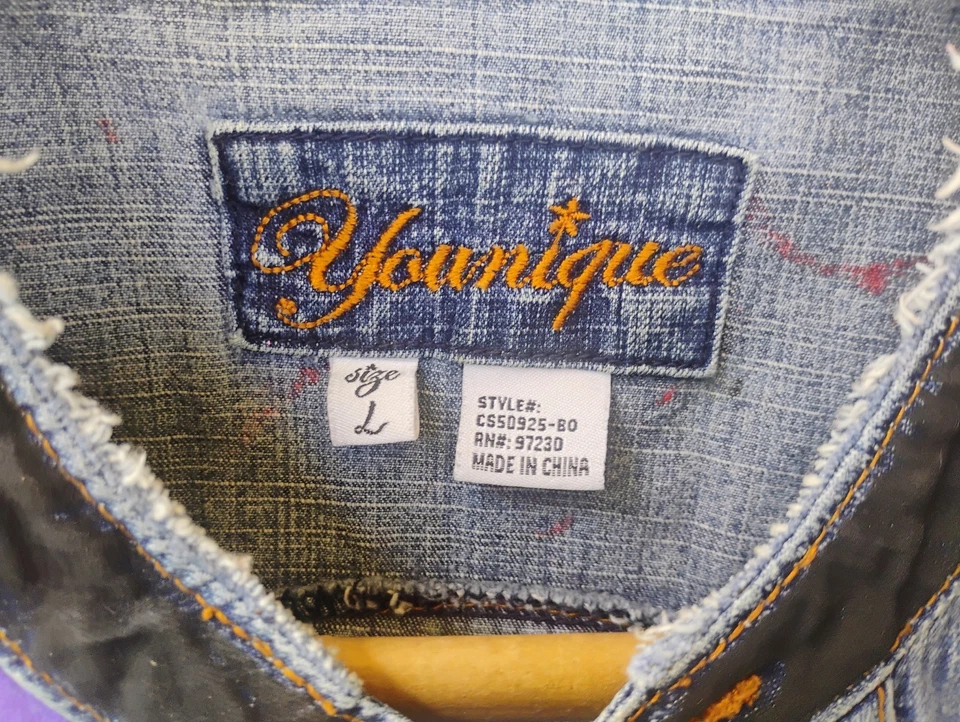 Younique
size
L
STYLE#:
CS50925-BO
RN#: 97230
MADE IN CHINA